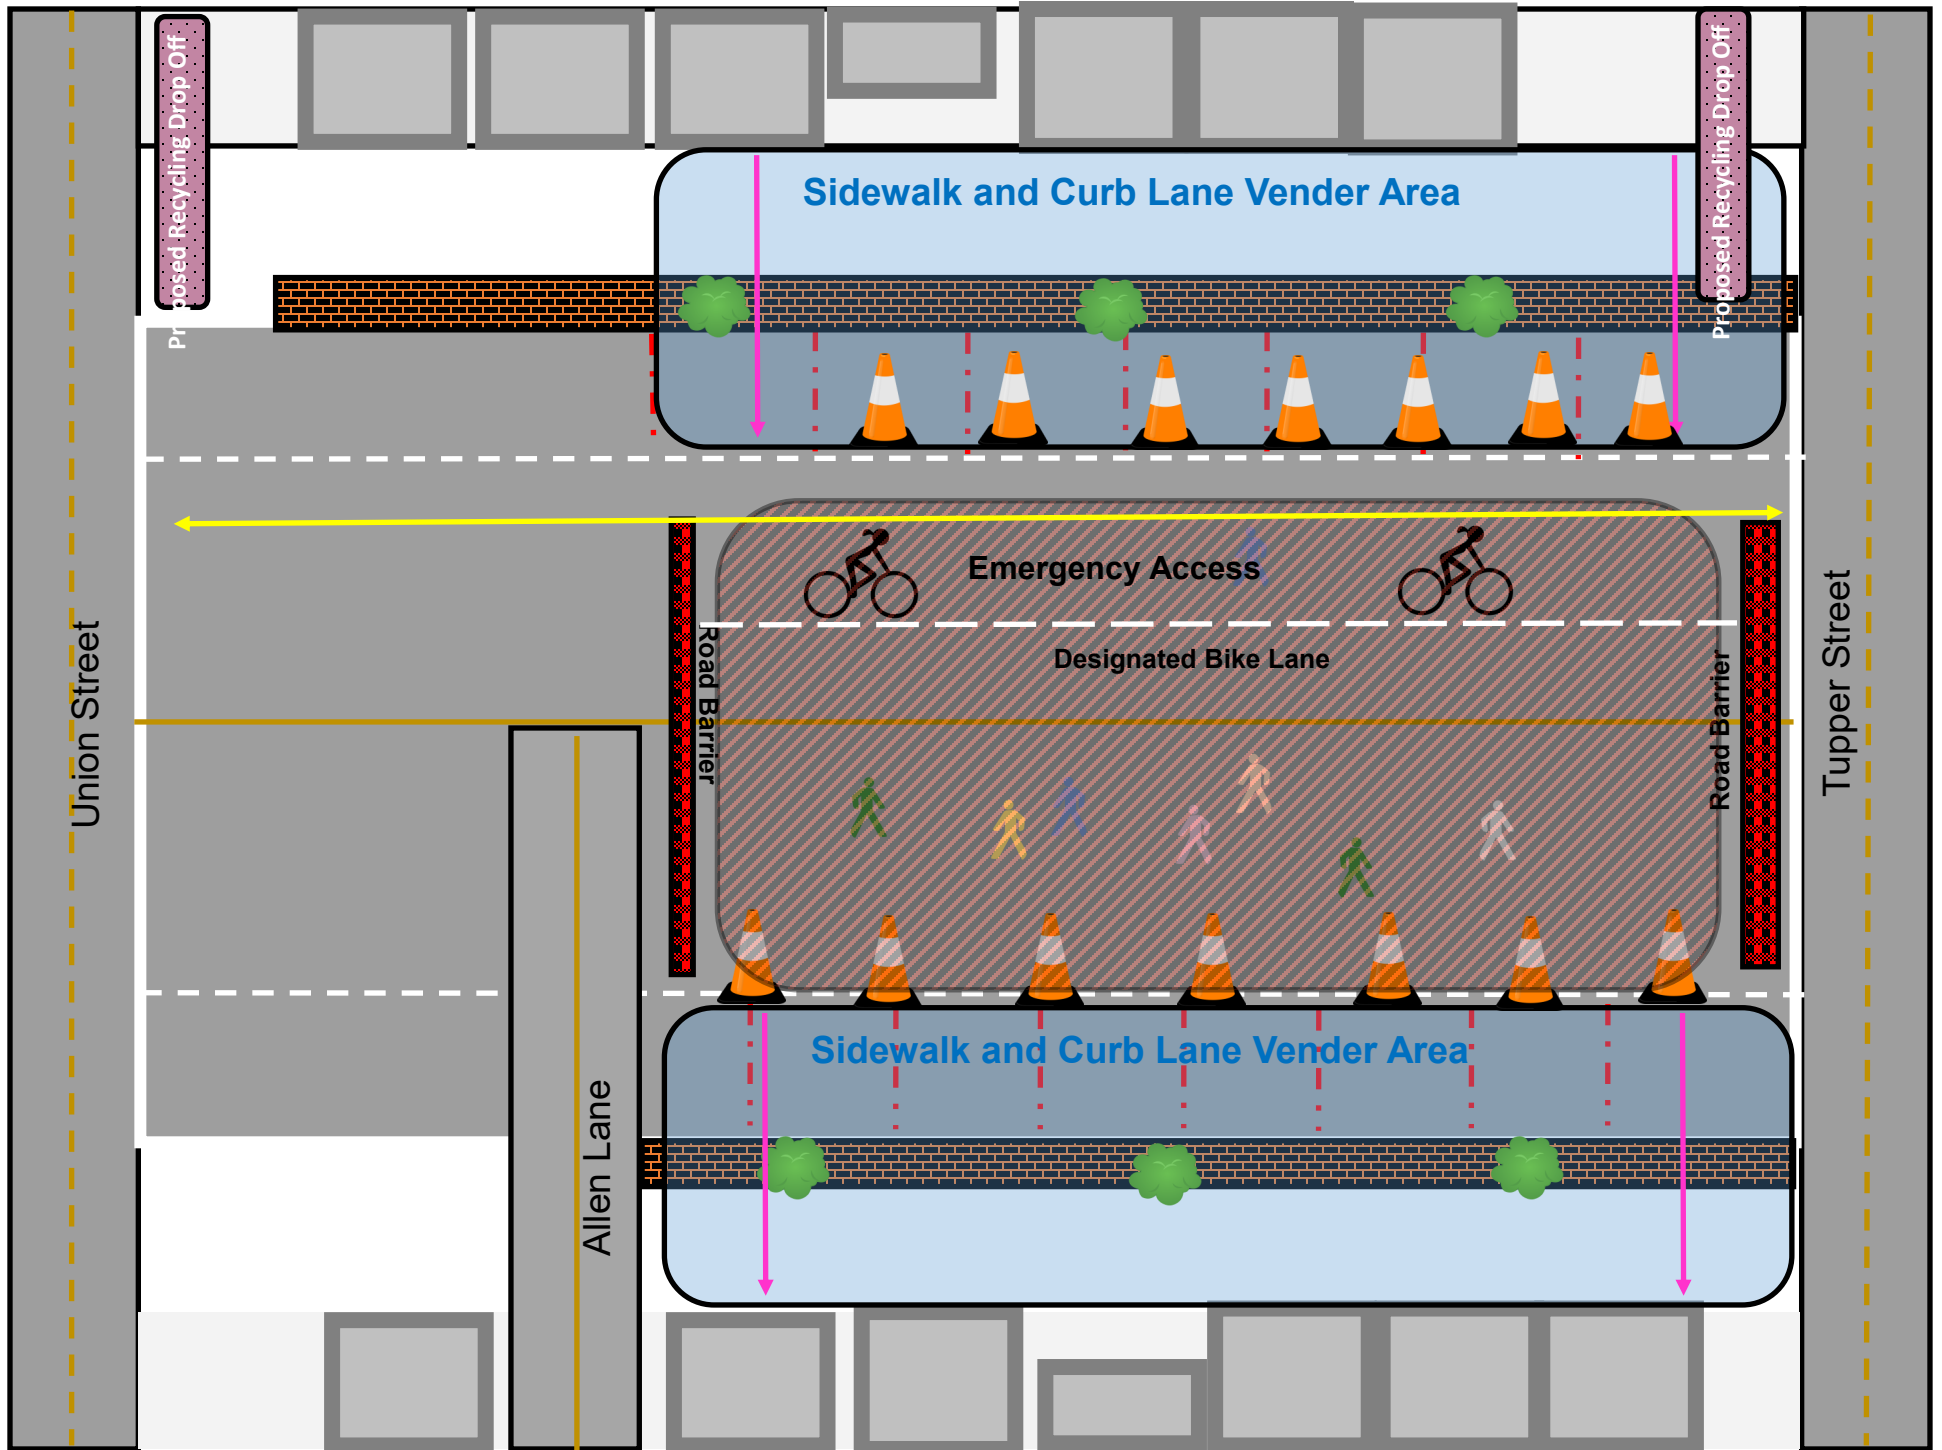 Proposed Recycling Drop Off
Proposed Recycling Drop Off
Sidewalk and Curb Lane Vender Area
Emergency Access
Designated Bike Lane
Road Barrier
Road Barrier
Union Street
Tupper Street
Sidewalk and Curb Lane Vender Area
Allen Lane